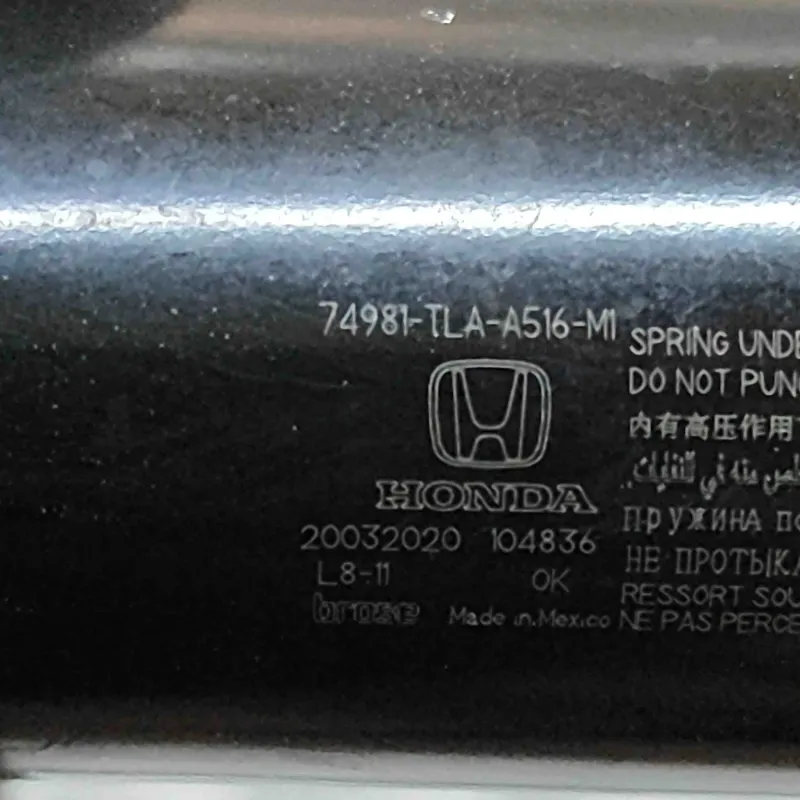 74981-TLA-A516-M1
HONDA
20032020 104836
L8-11 OK
brose Made in Mexico
SPRING UNDE
DO NOT PUNC
内有高压作用
ПРУЖИНА ПО
НЕ ПРОТЫКА
RESSORT SOU
NE PAS PERCE